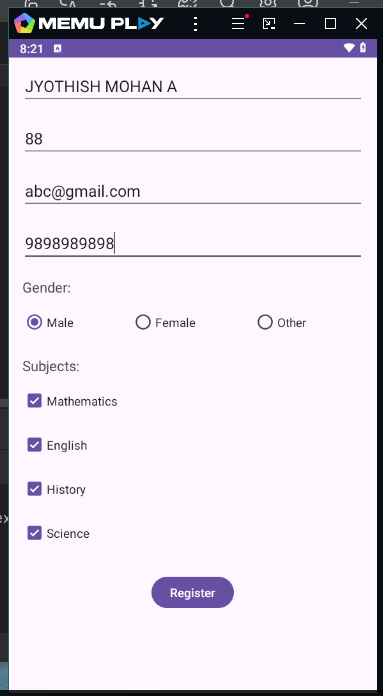 MEMU PLAY
8:21 A
JYOTHISH MOHAN A
88
abc@gmail.com
9898989898
Gender:
Male Female Other
Subjects:
Mathematics
English
History
Science
Register